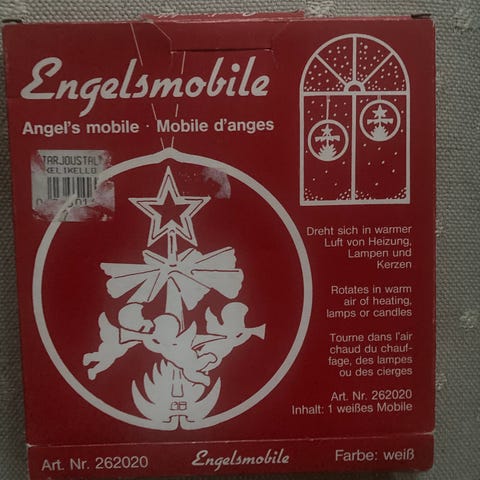 Engelsmobile
Angel's mobile · Mobile d'anges
TARJOUSTAL
KELIKELLO
Dreht sich in warmer
Luft von Heizung,
Lampen und
Kerzen
Rotates in warm
air of heating,
lamps or candles
Tourne dans l'air
chaud du chauf-
fage, des lampes
ou des cierges
Art. Nr. 262020
Inhalt: 1 weißes Mobile
Art. Nr. 262020
Engelsmobile
Farbe: weiß